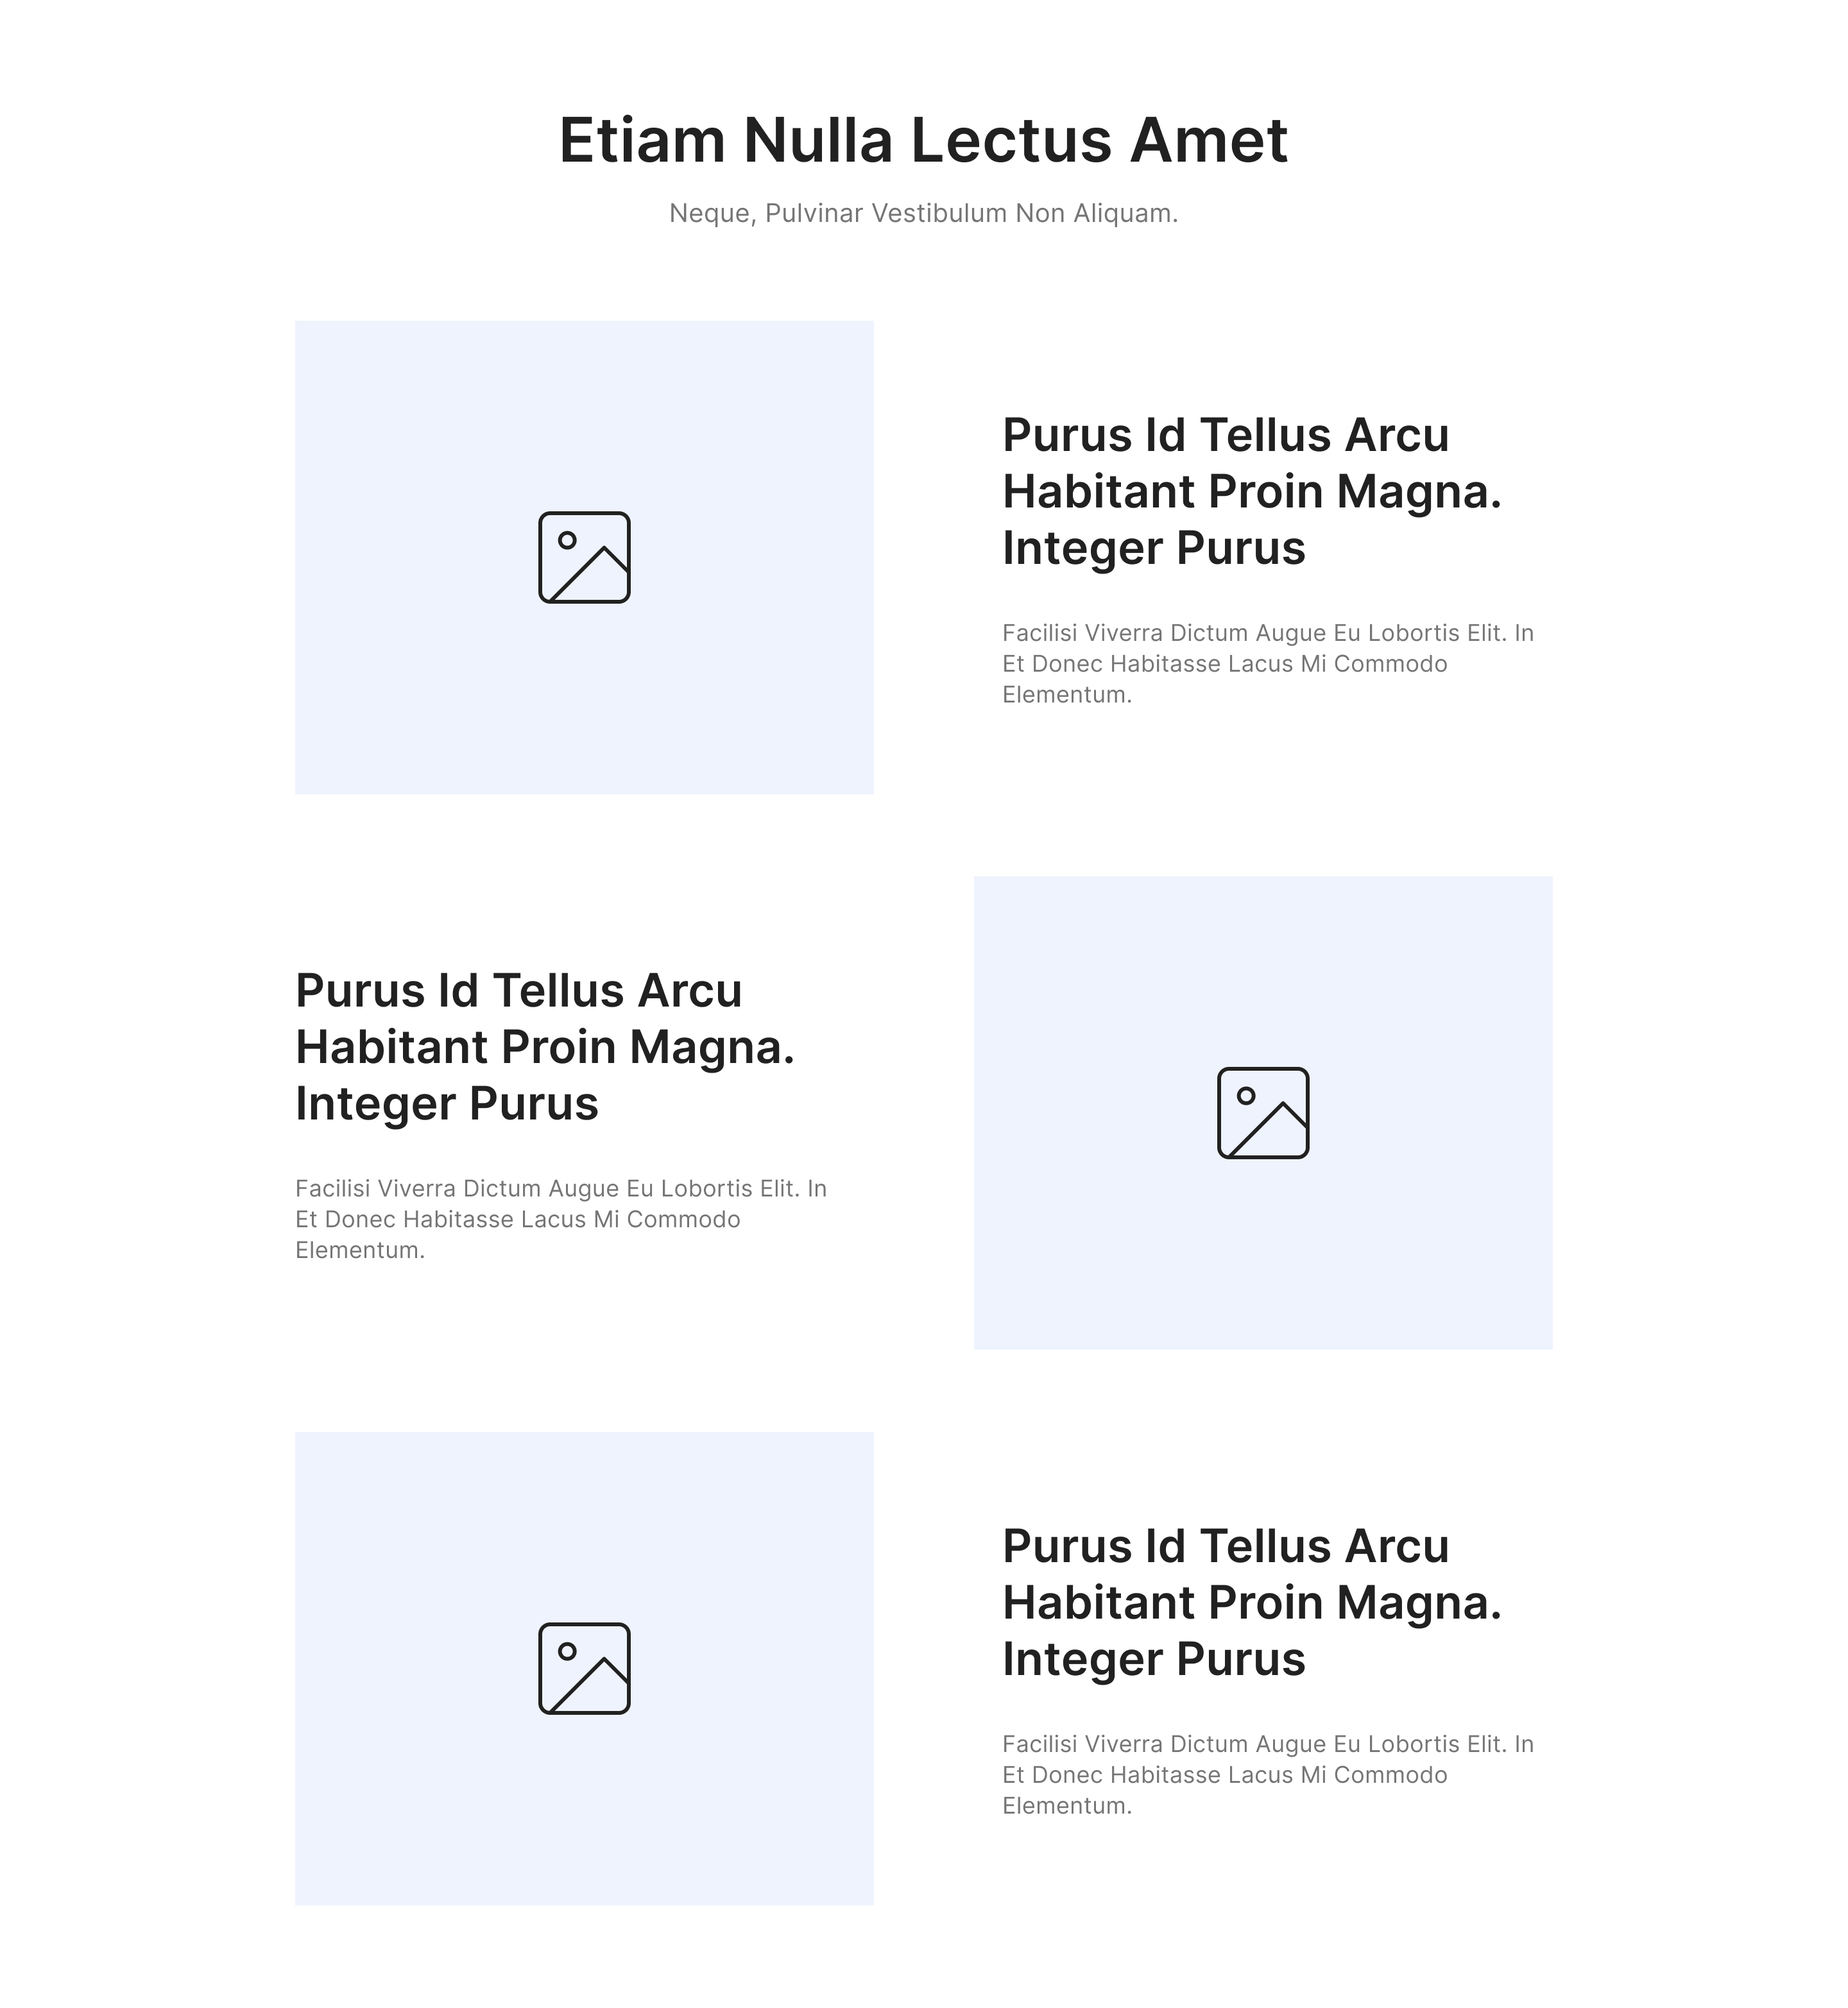 Etiam Nulla Lectus Amet
Neque, Pulvinar Vestibulum Non Aliquam.
Purus Id Tellus Arcu
Habitant Proin Magna.
Integer Purus
Facilisi Viverra Dictum Augue Eu Lobortis Elit. In
Et Donec Habitasse Lacus Mi Commodo
Elementum.
Purus Id Tellus Arcu
Habitant Proin Magna.
Integer Purus
Facilisi Viverra Dictum Augue Eu Lobortis Elit. In
Et Donec Habitasse Lacus Mi Commodo
Elementum.
Purus Id Tellus Arcu
Habitant Proin Magna.
Integer Purus
Facilisi Viverra Dictum Augue Eu Lobortis Elit. In
Et Donec Habitasse Lacus Mi Commodo
Elementum.